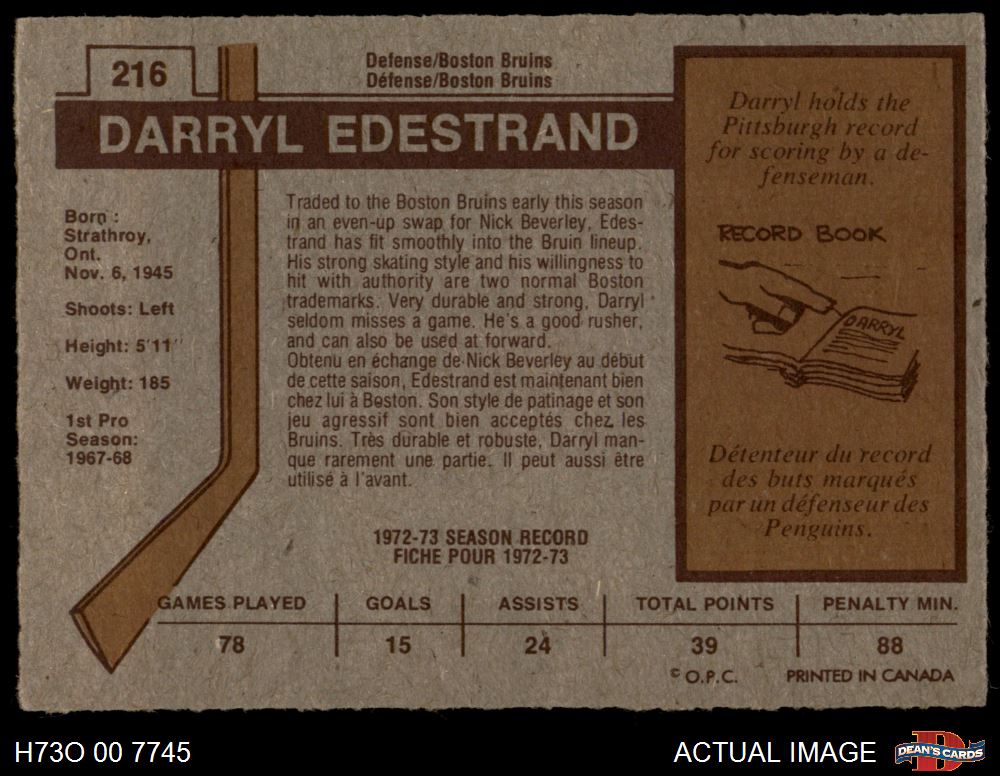 216
Defense/Boston Bruins
Défense/Boston Bruins
DARRYL EDESTRAND
Born :
Strathroy,
Ont.
Nov. 6, 1945
Shoots: Left
Height: 5'11''
Weight: 185
1st Pro
Season:
1967-68
Traded to the Boston Bruins early this season
in an even-up swap for Nick Beverley, Edes-
trand has fit smoothly into the Bruin lineup.
His strong skating style and his willingness to
hit with authority are two normal Boston
trademarks. Very durable and strong, Darryl
seldom misses a game. He's a good rusher,
and can also be used at forward.
Obtenu en échange de Nick Beverley au début
de cette saison, Edestrand est maintenant bien
chez lui à Boston. Son style de patinage et son
jeu agressif sont bien acceptés chez les
Bruins. Très durable et robuste, Darryl man-
que rarement une partie. Il peut aussi être
utilisé à l'avant.
Darryl holds the
Pittsburgh record
for scoring by a de-
fenseman.
RECORD BOOK
DARRYL
Détenteur du record
des buts marqués
par un défenseur des
Penguins.
1972-73 SEASON RECORD
FICHE POUR 1972-73
GAMES PLAYED GOALS ASSISTS TOTAL POINTS PENALTY MIN.
78 15 24 39 88
© O.P.C. PRINTED IN CANADA
H73O 00 7745
ACTUAL IMAGE
DEAN'S CARDS